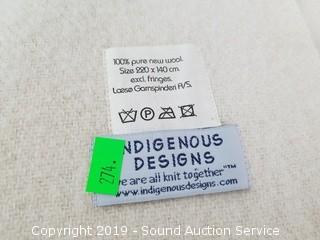 100% pure new wool.
Size 220 x 140 cm
excl. fringes.
Læsø Garnspinderi A/S.
P
INDIGENOUS
DESIGNS
we are all knit together"™
www.indigenousdesigns.com
274.
Copyright 2019 - Sound Auction Service